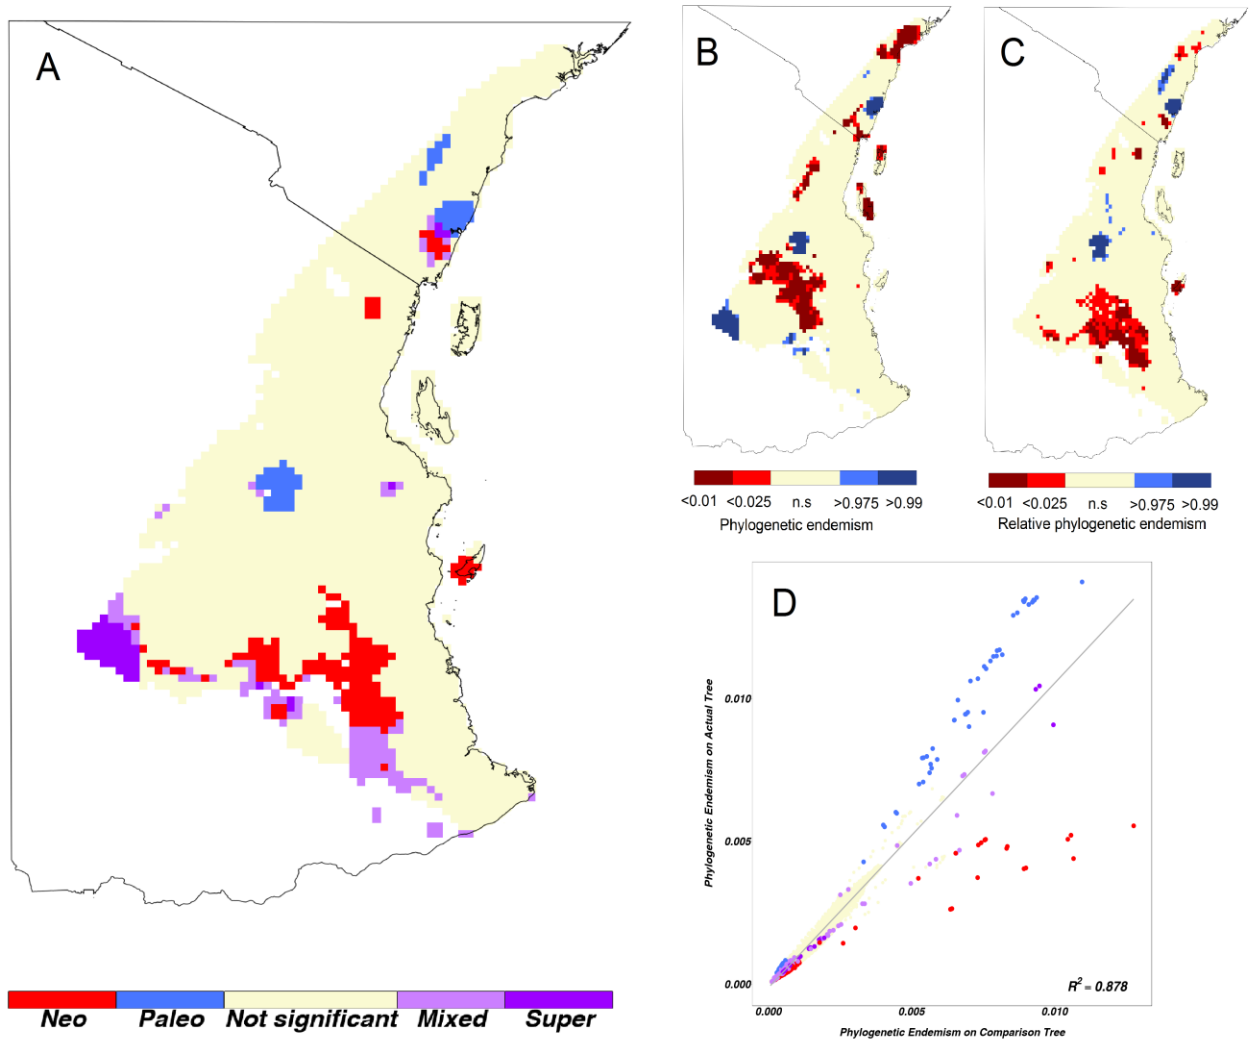 A
Neo Paleo Not significant Mixed Super
B
<0.01 <0.025 n.s >0.975 >0.99
Phylogenetic endemism
C
<0.01 <0.025 n.s >0.975 >0.99
Relative phylogenetic endemism
D
Phylogenetic Endemism on Actual Tree
0.010
0.005
0.000
R² = 0.878
0.000 0.005 0.010
Phylogenetic Endemism on Comparison Tree